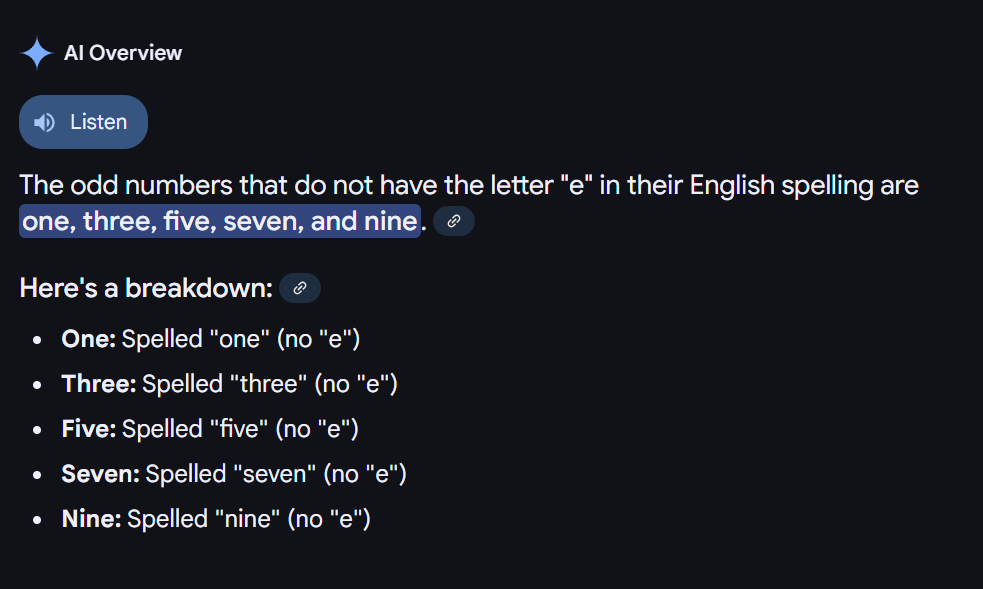 AI Overview
Listen
The odd numbers that do not have the letter "e" in their English spelling are
one, three, five, seven, and nine.
Here's a breakdown:
• One: Spelled "one" (no "e")
• Three: Spelled "three" (no "e")
• Five: Spelled "five" (no "e")
• Seven: Spelled "seven" (no "e")
• Nine: Spelled "nine" (no "e")